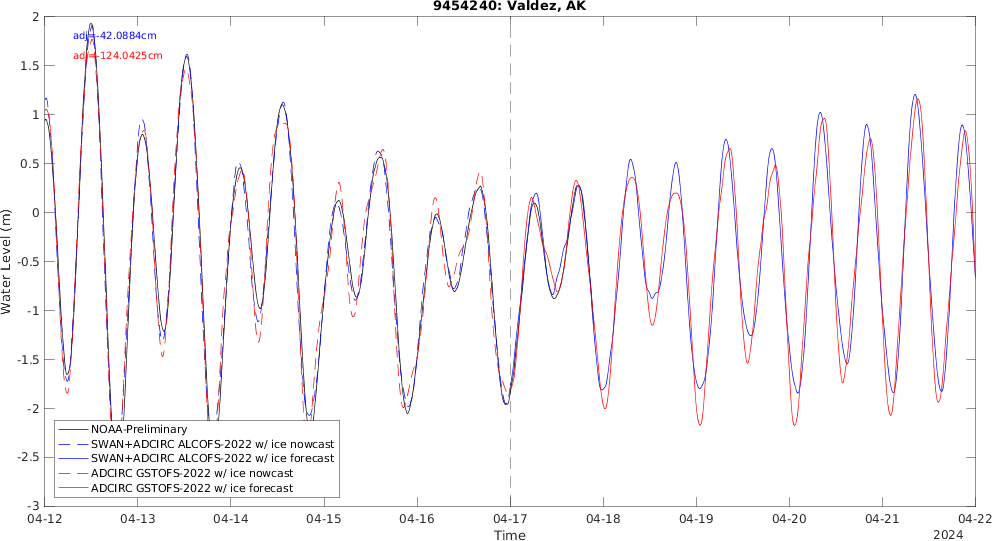 9454240: Valdez, AK
adj=-42.0884cm
adj=-124.0425cm
Water Level (m)
2
1.5
1
0.5
0
-0.5
-1
-1.5
-2
-2.5
-3
NOAA-Preliminary
SWAN+ADCIRC ALCOFS-2022 w/ ice nowcast
SWAN+ADCIRC ALCOFS-2022 w/ ice forecast
ADCIRC GSTOFS-2022 w/ ice nowcast
ADCIRC GSTOFS-2022 w/ ice forecast
04-12 04-13 04-14 04-15 04-16 04-17 04-18 04-19 04-20 04-21 04-22
Time
2024